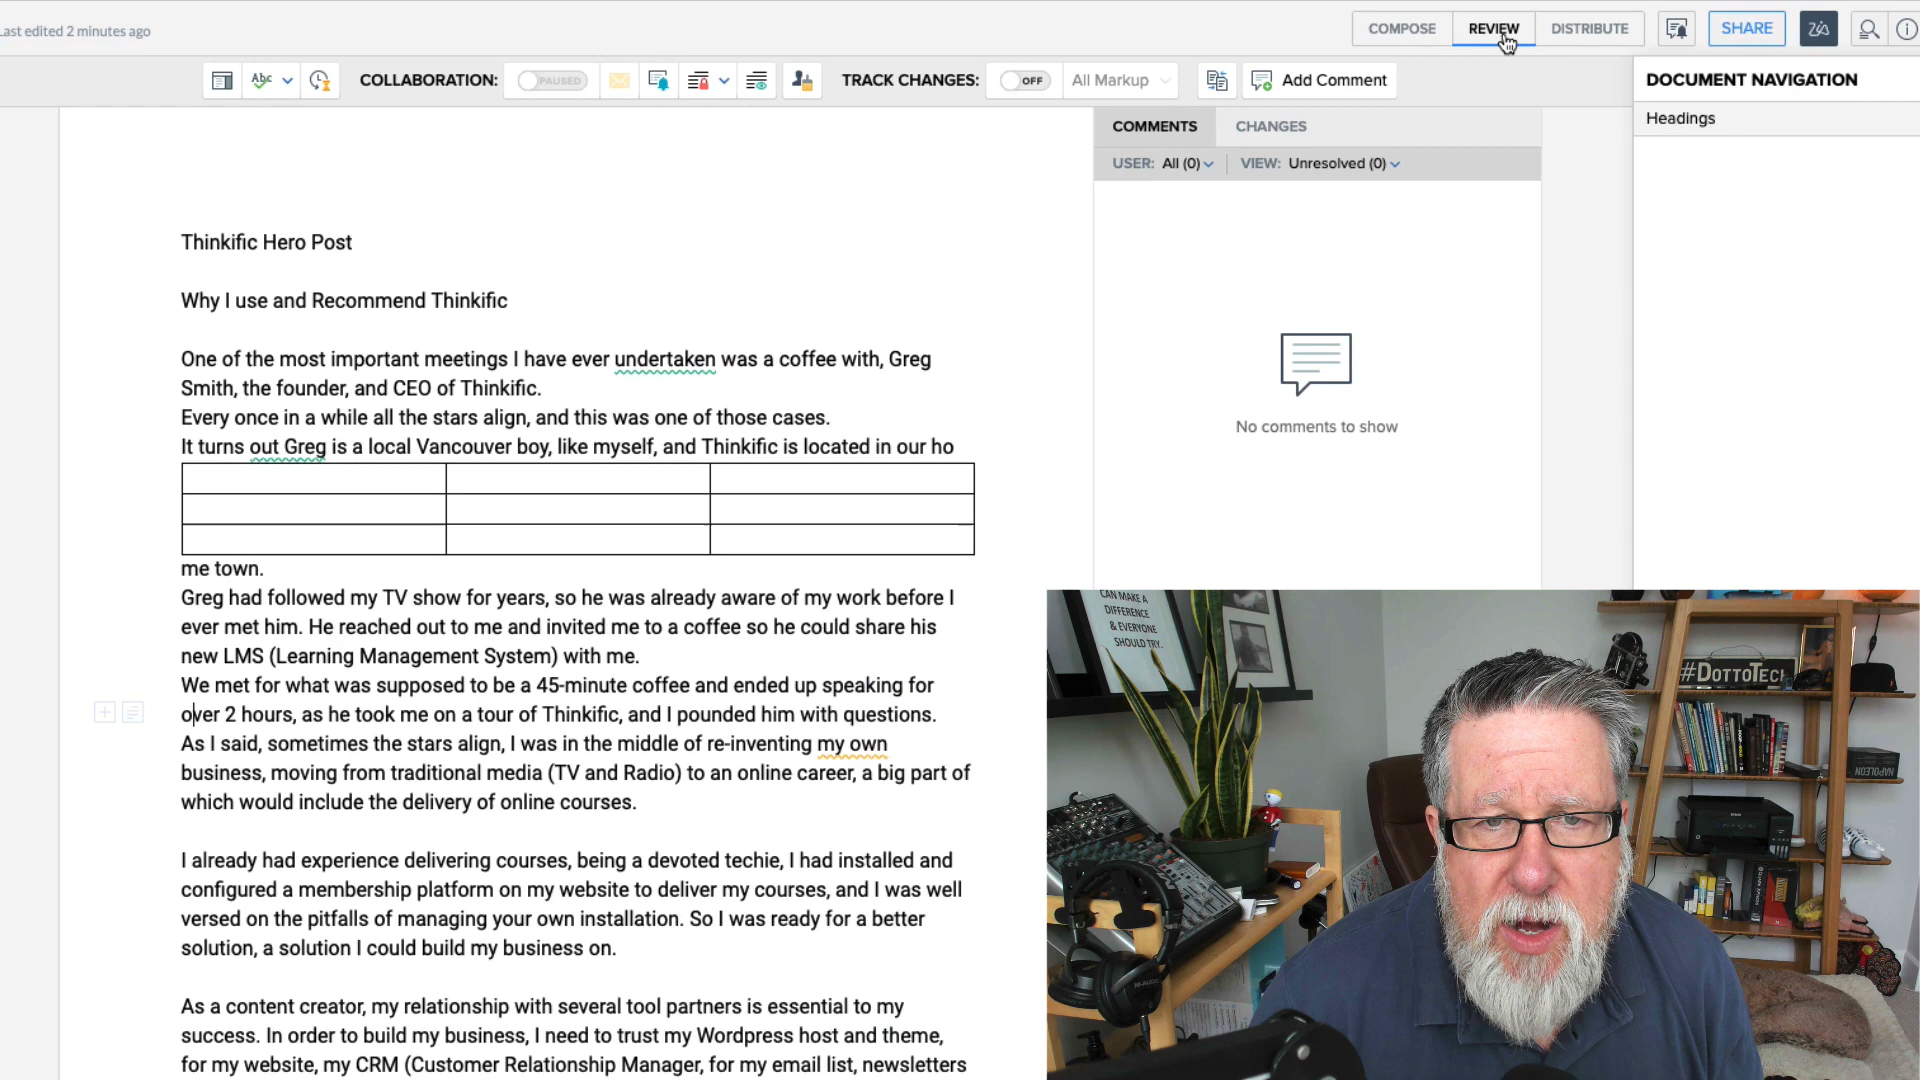 Last edited 2 minutes ago
COMPOSE REVIEW DISTRIBUTE SHARE
Abc COLLABORATION: PAUSED TRACK CHANGES: OFF All Markup Add Comment
DOCUMENT NAVIGATION
Headings
COMMENTS CHANGES
USER: All (0) VIEW: Unresolved (0)
No comments to show
Thinkific Hero Post
Why I use and Recommend Thinkific
One of the most important meetings I have ever undertaken was a coffee with, Greg
Smith, the founder, and CEO of Thinkific.
Every once in a while all the stars align, and this was one of those cases.
It turns out Greg is a local Vancouver boy, like myself, and Thinkific is located in our ho
me town.
Greg had followed my TV show for years, so he was already aware of my work before I
ever met him. He reached out to me and invited me to a coffee so he could share his
new LMS (Learning Management System) with me.
We met for what was supposed to be a 45-minute coffee and ended up speaking for
over 2 hours, as he took me on a tour of Thinkific, and I pounded him with questions.
As I said, sometimes the stars align, I was in the middle of re-inventing my own
business, moving from traditional media (TV and Radio) to an online career, a big part of
which would include the delivery of online courses.
I already had experience delivering courses, being a devoted techie, I had installed and
configured a membership platform on my website to deliver my courses, and I was well
versed on the pitfalls of managing your own installation. So I was ready for a better
solution, a solution I could build my business on.
As a content creator, my relationship with several tool partners is essential to my
success. In order to build my business, I need to trust my Wordpress host and theme,
for my website, my CRM (Customer Relationship Manager, for my email list, newsletters
CAN MAKE A
DIFFERENCE
& EVERYONE
SHOULD TRY.
#DOTTOTECH
NAPOLEON
EPSON
M-AUDIO